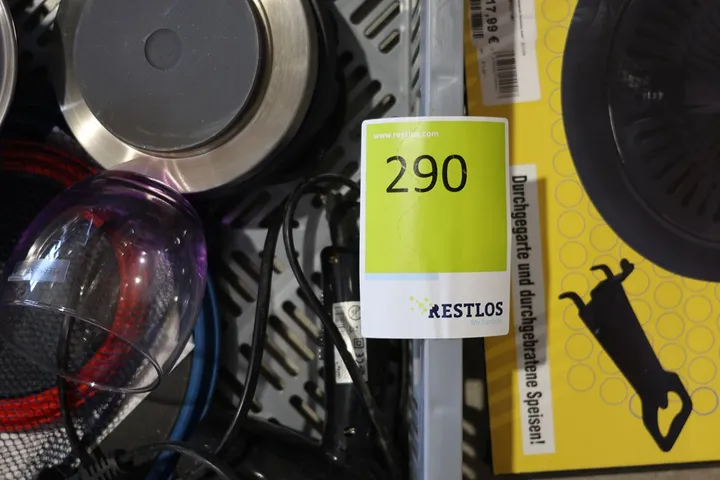 17,99 €
www.restlos.com
290
RESTLOS
Durchgegarte und durchgebratene Speisen!